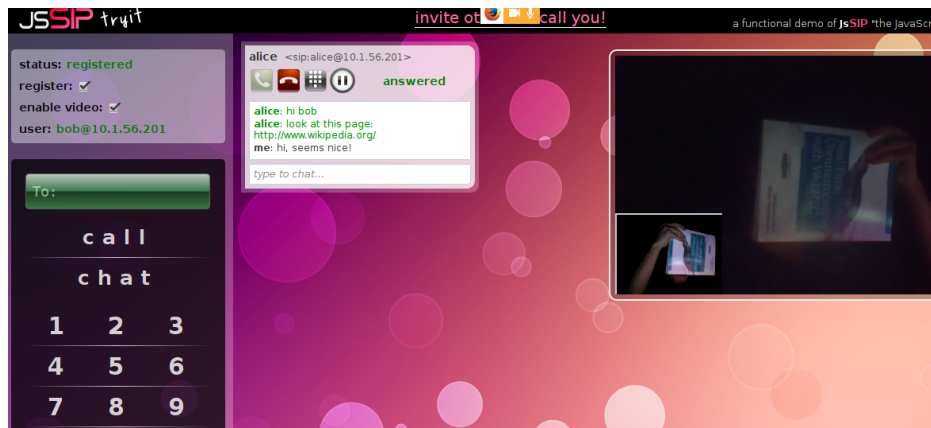 JSSIP tryit
invite ot call you!
a functional demo of JsSIP "the JavaScr
status: registered
register:
enable video:
user: bob@10.1.56.201
alice <sip:alice@10.1.56.201>
answered
alice: hi bob
alice: look at this page:
http://www.wikipedia.org/
me: hi, seems nice!
type to chat...
To:
call
chat
1 2 3
4 5 6
7 8 9